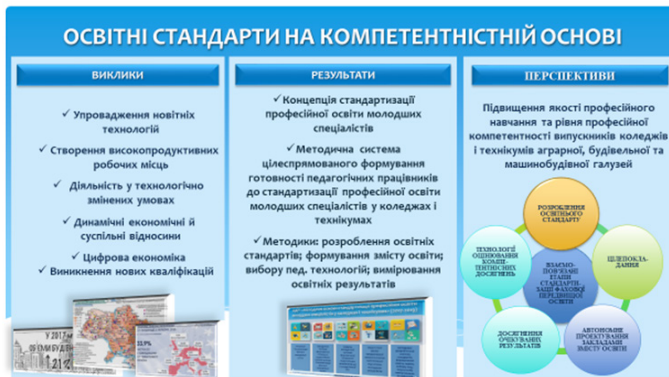 ОСВІТНІ СТАНДАРТИ НА КОМПЕТЕНТНІСТНІЙ ОСНОВІ
ВИКЛИКИ
✓ Упровадження новітніх
технологій
✓ Створення високопродуктивних
робочих місць
✓ Діяльність у технологічно
змінених умовах
✓ Динамічні економічні й
суспільні відносини
✓ Цифрова економіка
✓ Виникнення нових кваліфікацій
У 2017
РЕЗУЛЬТАТИ
✓ Концепція стандартизації
професійної освіти молодших
спеціалістів
✓ Методична система
цілеспрямованого формування
готовності педагогічних працівників
до стандартизації професійної освіти
молодших спеціалістів у коледжах і
технікумах
✓ Методики: розроблення освітніх
стандартів; формування змісту освіти;
вибору пед. технологій; вимірювання
освітніх результатів
ПЕРСПЕКТИВИ
Підвищення якості професійного
навчання та рівня професійної
компетентності випускників коледжів
і технікумів аграрної, будівельної та
машинобудівної галузей
РОЗРОБЛЕННЯ
ОСВІТНЬОГО
СТАНДАРТУ
ЦІЛЕПОКЛА-
ДАННЯ
АВТОНОМНЕ
ПРОЕКТУВАННЯ
ЗАКЛАДАМИ
ЗМІСТУ ОСВІТИ
ДОСЯГНЕННЯ
ОЧІКУВАНИХ
РЕЗУЛЬТАТІВ
ТЕХНОЛОГІЇ
ОЦІНЮВАННЯ
КОМПЕ-
ТЕНТНІСНИХ
ДОСЯГНЕНЬ
ВЗАЄМО-
ПОВ'ЯЗАНІ
ЕТАПИ
СТАНДАРТИ-
ЗАЦІЇ ФАХОВОЇ
ПЕРЕДВИЩОЇ
ОСВІТИ